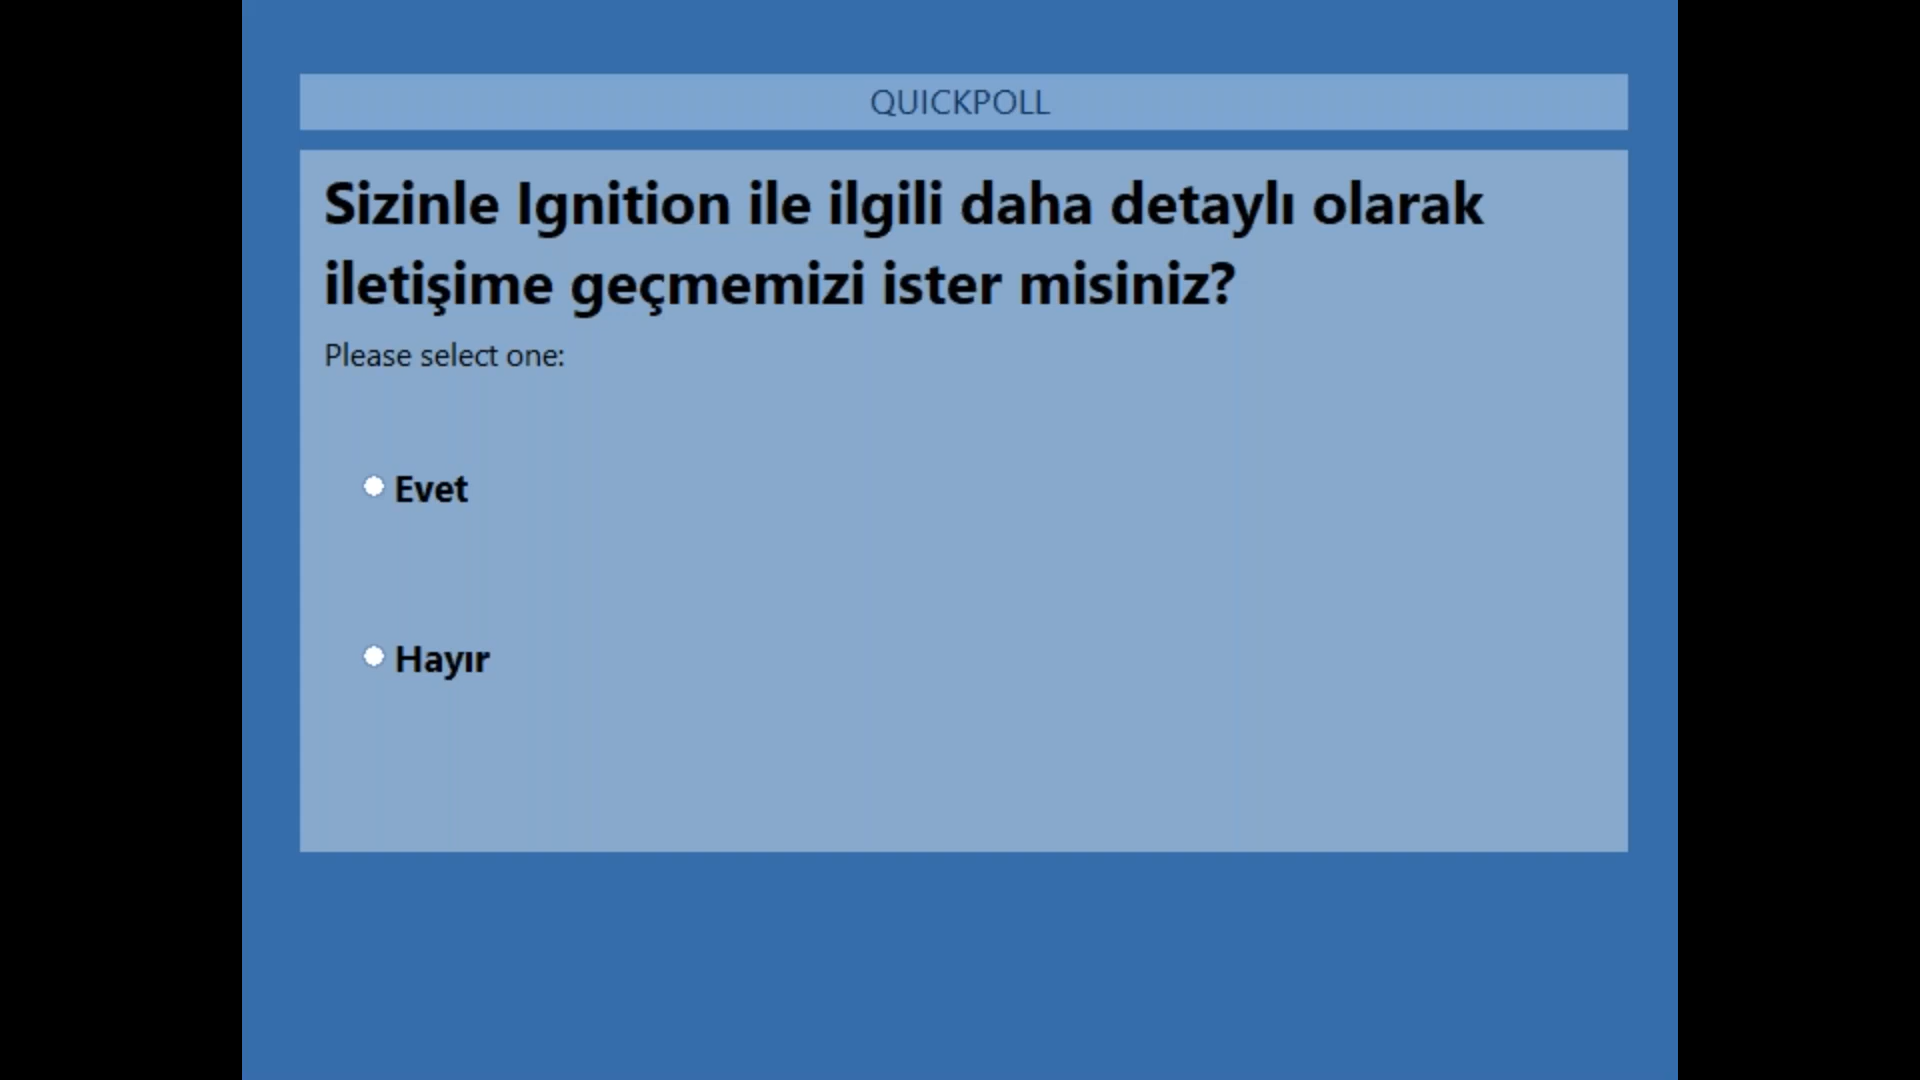 QUICKPOLL
Sizinle Ignition ile ilgili daha detaylı olarak
iletişime geçmemizi ister misiniz?
Please select one:
Evet
Hayır